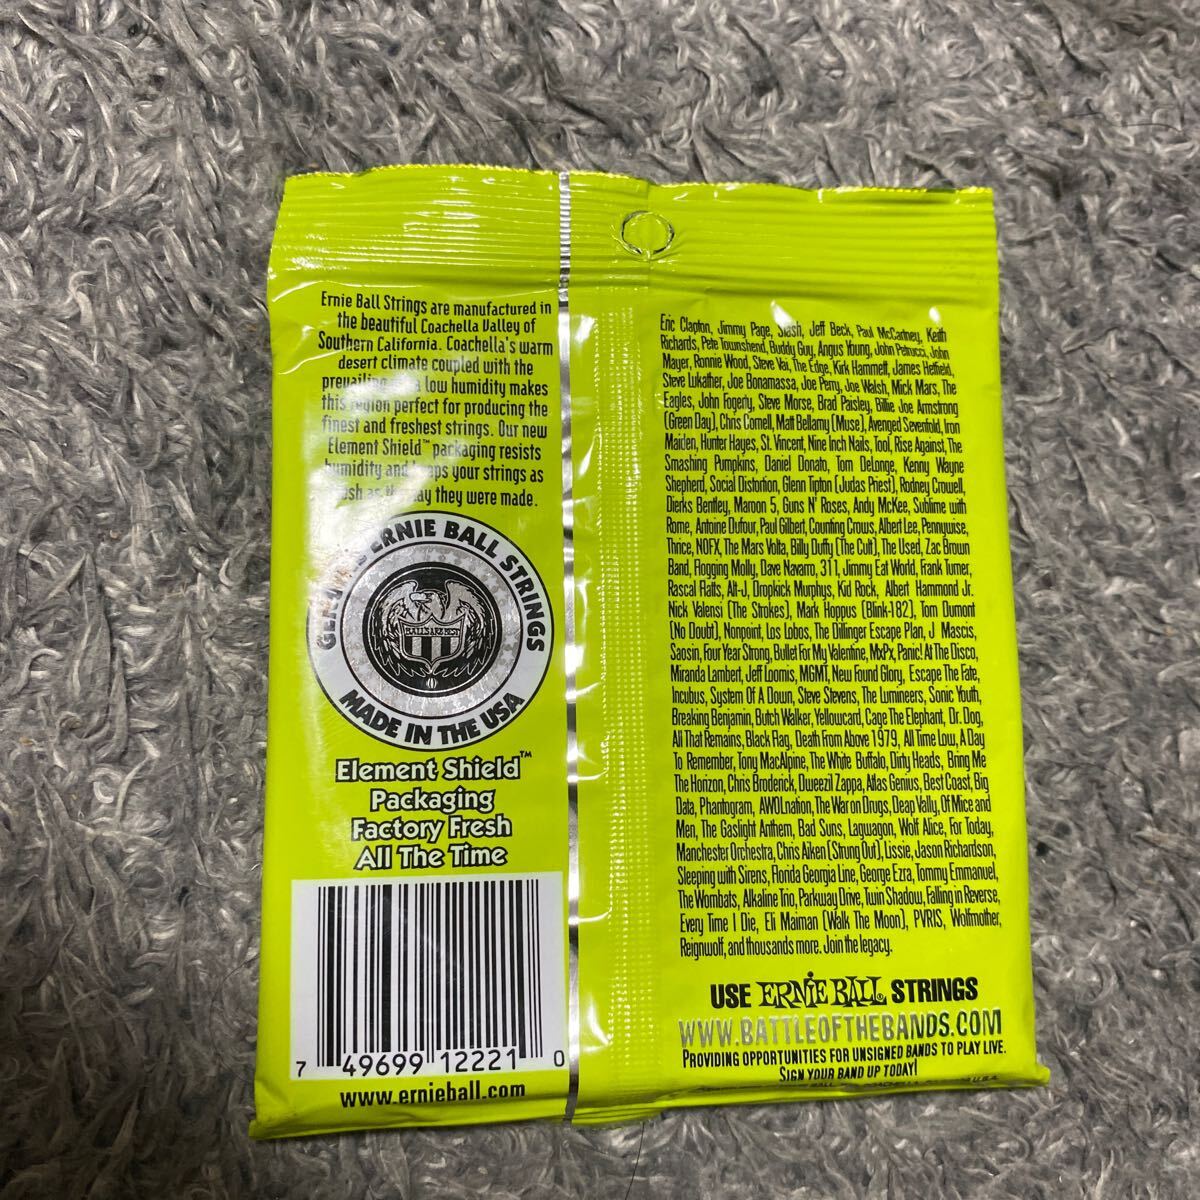 Ernie Ball Strings are manufactured in
the beautiful Coachella Valley of
Southern California. Coachella's warm
desert climate coupled with the
low humidity makes
this region perfect for producing the
finest and freshest strings. Our new
Element Shield™ packaging resists
humidity and keeps your strings as
as the day they were made.
ERNIE BALL STRINGS
MADE IN THE USA
Element Shield™
Packaging
Factory Fresh
All The Time
7 49699 12221 0
www.ernieball.com
Eric Clapton, Jimmy Page, Slash, Jeff Beck, Paul McCartney, Keith
Richards, Pete Townshend, Buddy Guy, Angus Young, John Petrucci, John
Mayer, Ronnie Wood, Steve Vai, The Edge, Kirk Hammett, James Hetfield,
Steve Lukather, Joe Bonamassa, Joe Perry, Joe Walsh, Mick Mars, The
Eagles, John Fogerty, Steve Morse, Brad Paisley, Billie Joe Armstrong
(Green Day), Chris Cornell, Matt Bellamy (Muse), Avenged Sevenfold, Iron
Maiden, Hunter Hayes, St. Vincent, Nine Inch Nails, Tool, Rise Against, The
Smashing Pumpkins, Daniel Donato, Tom DeLonge, Kenny Wayne
Shepherd, Social Distortion, Glenn Tipton (Judas Priest), Rodney Crowell,
Dierks Bentley, Maroon 5, Guns N' Roses, Andy McKee, Sublime with
Rome, Antoine Dufour, Paul Gilbert, Counting Crows, Albert Lee, Pennywise,
Thrice, NOFX, The Mars Volta, Billy Duffy (The Cult), The Used, Zac Brown
Band, Flogging Molly, Dave Navarro, 311, Jimmy Eat World, Frank Turner,
Rascal Flatts, Alt-J, Dropkick Murphys, Kid Rock, Albert Hammond Jr.
Nick Valensi (The Strokes), Mark Hoppus (Blink-182), Tom Dumont
(No Doubt), Nonpoint, Los Lobos, The Dillinger Escape Plan, J Mascis,
Saosin, Four Year Strong, Bullet For My Valentine, MxPx, Panic! At The Disco,
Miranda Lambert, Jeff Loomis, MGMT, New Found Glory, Escape The Fate,
Incubus, System Of A Down, Steve Stevens, The Lumineers, Sonic Youth,
Breaking Benjamin, Butch Walker, Yellowcard, Cage The Elephant, Dr. Dog,
All That Remains, Black Flag, Death From Above 1979, All Time Low, A Day
To Remember, Tony MacAlpine, The White Buffalo, Dirty Heads, Bring Me
The Horizon, Chris Broderick, Dweezil Zappa, Atlas Genius, Best Coast, Big
Data, Phantogram, AWOLnation, The War on Drugs, Deap Vally, Of Mice and
Men, The Gaslight Anthem, Bad Suns, Lagwagon, Wolf Alice, For Today,
Manchester Orchestra, Chris Aiken (Strung Out), Lissie, Jason Richardson,
Sleeping with Sirens, Florida Georgia Line, George Ezra, Tommy Emmanuel,
The Wombats, Alkaline Trio, Parkway Drive, Twin Shadow, Falling in Reverse,
Every Time I Die, Eli Maiman (Walk The Moon), PVRIS, Wolfmother,
Reignwolf, and thousands more. Join the legacy.
USE ERNIE BALL STRINGS
WWW.BATTLEOFTHEBANDS.COM
PROVIDING OPPORTUNITIES FOR UNSIGNED BANDS TO PLAY LIVE.
SIGN YOUR BAND UP TODAY!